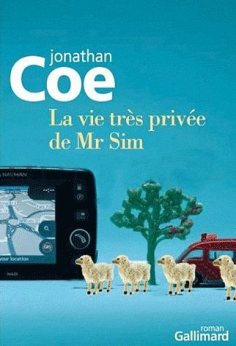 jonathan
Coe
La vie très privée
de Mr Sim
roman
Gallimard